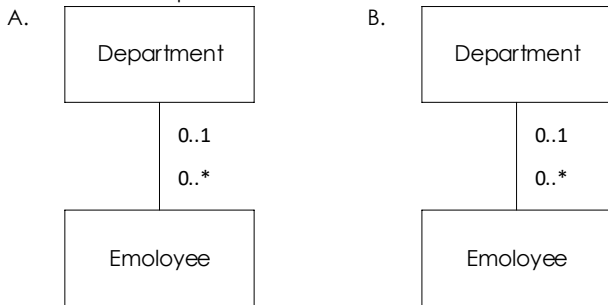 A. B.
Department Department
0..1 0..1
0..* 0..*
Emoloyee Emoloyee